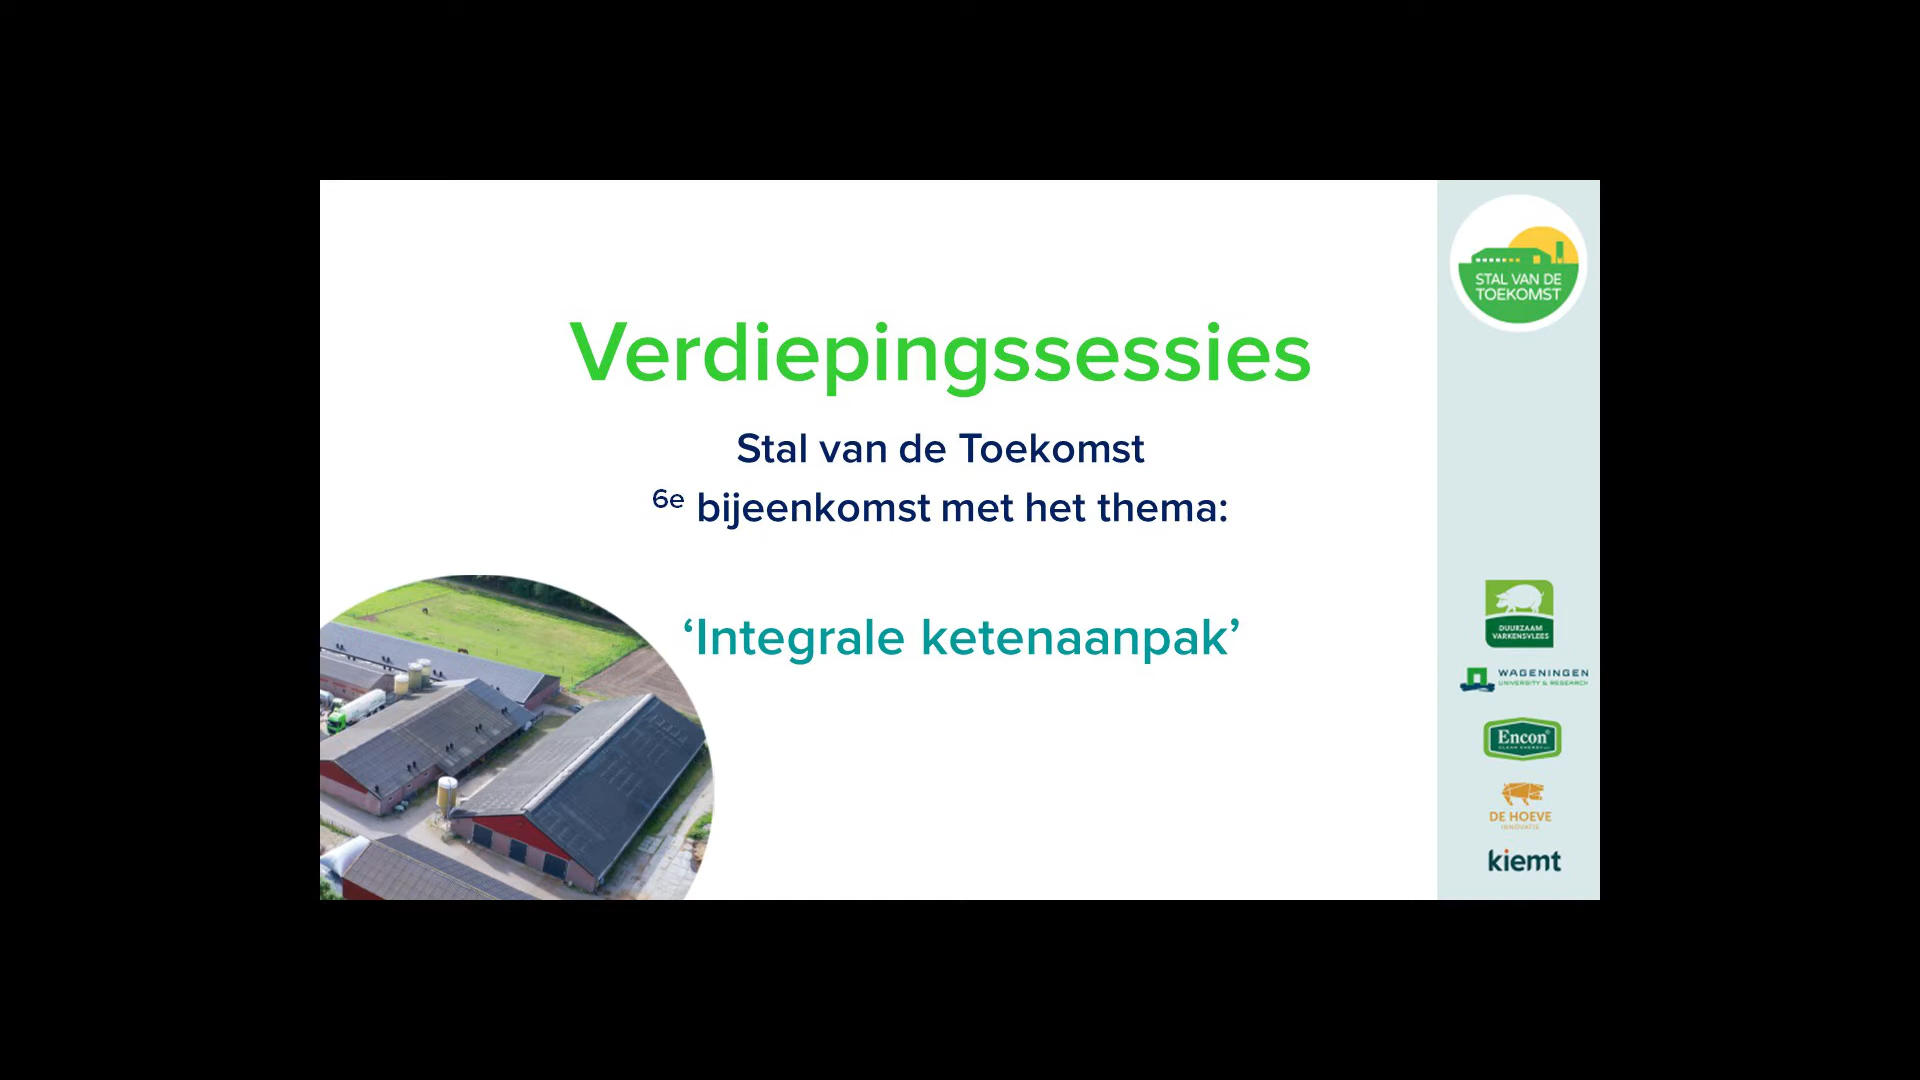 Verdiepingssessies
Stal van de Toekomst
6e bijeenkomst met het thema:
‘Integrale ketenaanpak’
STAL VAN DE
TOEKOMST
DUURZAAM
VARKENSVLEES
WAGENINGEN
UNIVERSITY & RESEARCH
Encon
DE HOEVE
INNOVATIE
kiemt